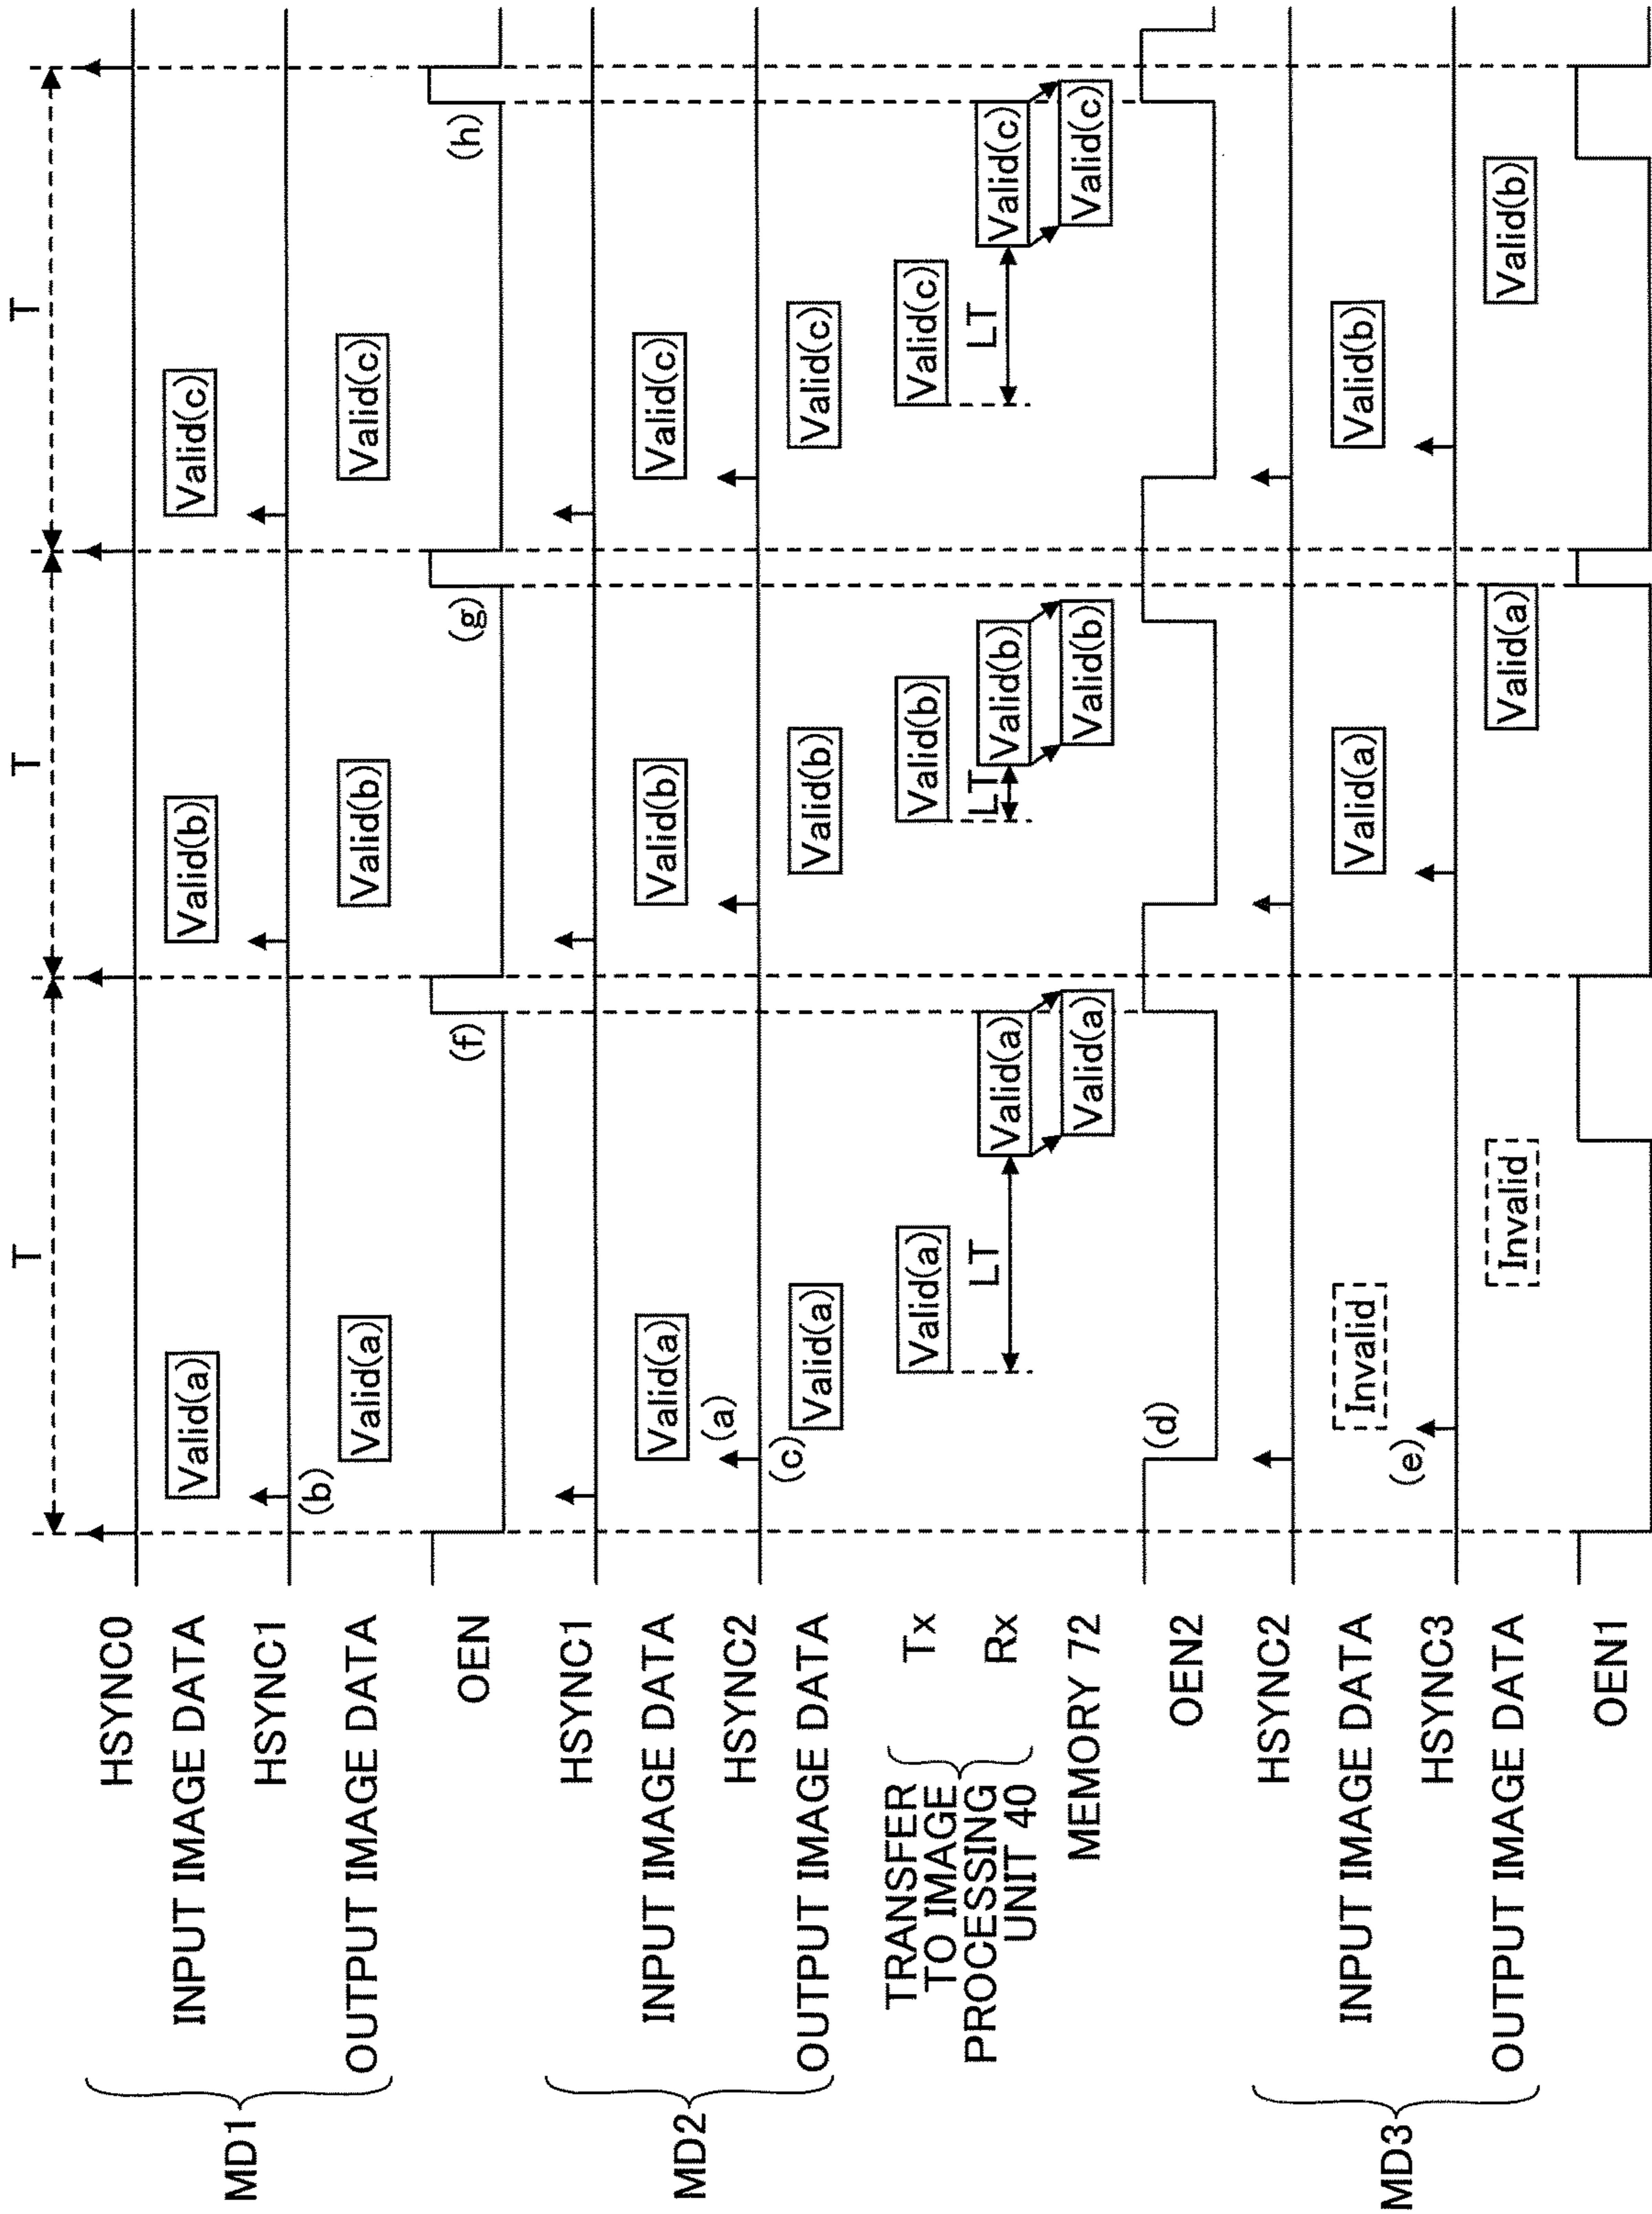 T T T
MD1
HSYNC0
INPUT IMAGE DATA Valid(a) Valid(b) Valid(c)
HSYNC1
(b)
OUTPUT IMAGE DATA Valid(a) Valid(b) Valid(c)
OEN (f) (g) (h)
MD2
HSYNC1
INPUT IMAGE DATA Valid(a) Valid(b) Valid(c)
(a)
HSYNC2
(c)
OUTPUT IMAGE DATA Valid(a) Valid(b) Valid(c)
TRANSFER
TO IMAGE
PROCESSING
UNIT 40
Tx Valid(a) Valid(b) Valid(c)
LT LT LT
Rx Valid(a) Valid(b) Valid(c)
MEMORY 72 Valid(a) Valid(b) Valid(c)
OEN2 (d)
MD3
HSYNC2
INPUT IMAGE DATA Invalid Valid(a) Valid(b)
(e)
HSYNC3
OUTPUT IMAGE DATA Invalid Valid(a) Valid(b)
OEN1